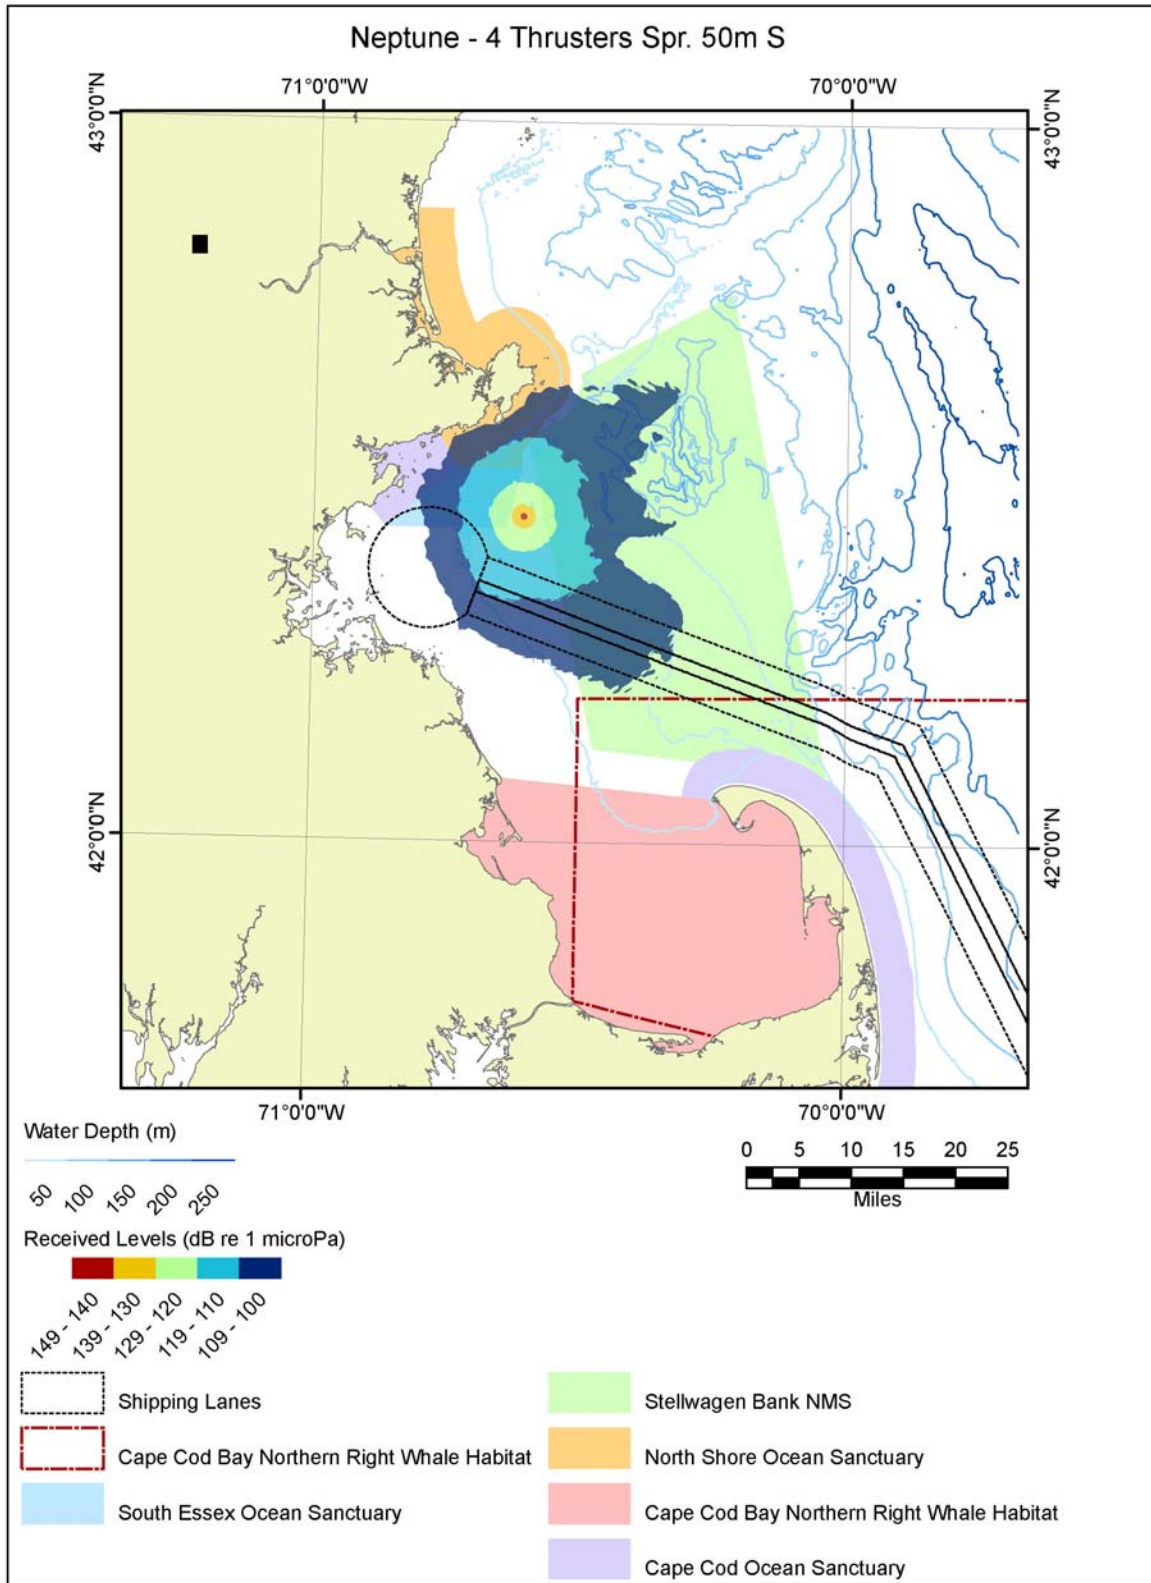 Neptune - 4 Thrusters Spr. 50m S
71°0'0"W
70°0'0"W
43°0'0"N
43°0'0"N
42°0'0"N
42°0'0"N
71°0'0"W
70°0'0"W
Water Depth (m)
50 100 150 200 250
0 5 10 15 20 25
Miles
Received Levels (dB re 1 microPa)
149 - 140
139 - 130
129 - 120
119 - 110
109 - 100
Shipping Lanes
Cape Cod Bay Northern Right Whale Habitat
South Essex Ocean Sanctuary
Stellwagen Bank NMS
North Shore Ocean Sanctuary
Cape Cod Bay Northern Right Whale Habitat
Cape Cod Ocean Sanctuary